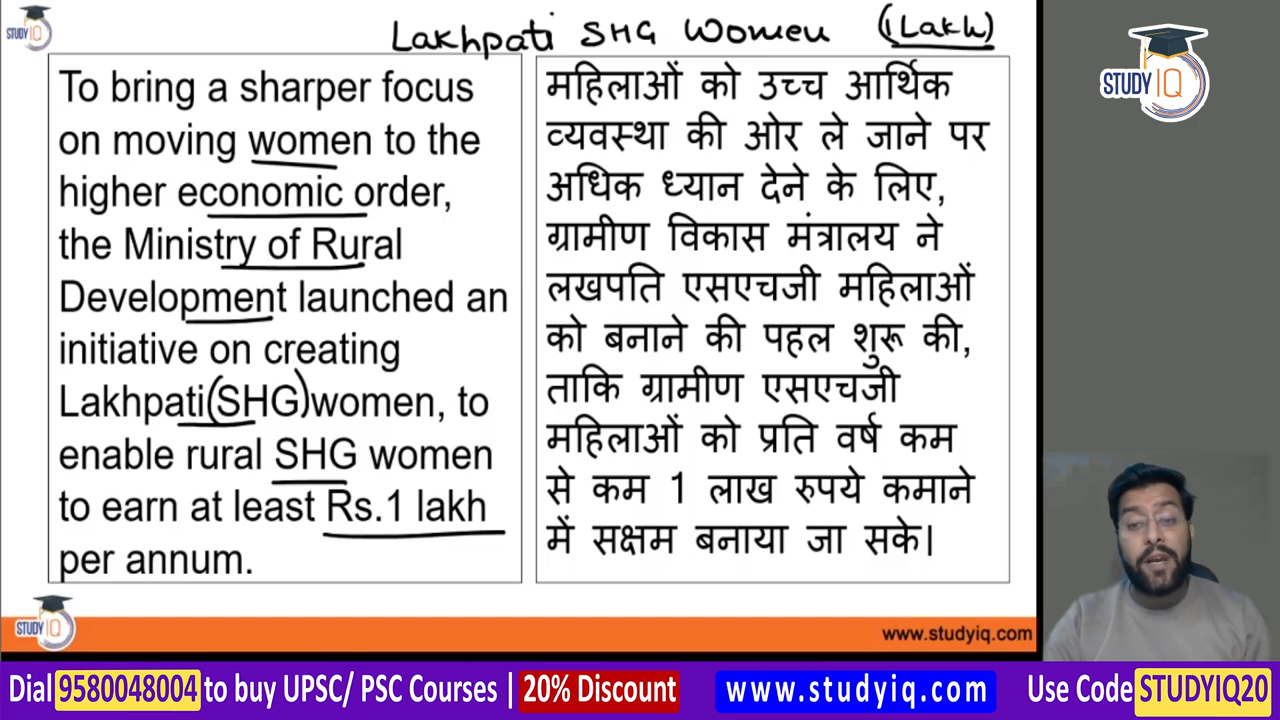 STUDY IQ
Lakhpati SHG Women (1 Lakh)
To bring a sharper focus
on moving women to the
higher economic order,
the Ministry of Rural
Development launched an
initiative on creating
Lakhpati(SHG)women, to
enable rural SHG women
to earn at least Rs.1 lakh
per annum.
महिलाओं को उच्च आर्थिक
व्यवस्था की ओर ले जाने पर
अधिक ध्यान देने के लिए,
ग्रामीण विकास मंत्रालय ने
लखपति एसएचजी महिलाओं
को बनाने की पहल शुरू की,
ताकि ग्रामीण एसएचजी
महिलाओं को प्रति वर्ष कम
से कम 1 लाख रुपये कमाने
में सक्षम बनाया जा सके।
STUDY IQ
STUDY IQ
www.studyiq.com
Dial 9580048004 to buy UPSC/ PSC Courses | 20% Discount www.studyiq.com Use Code STUDYIQ20